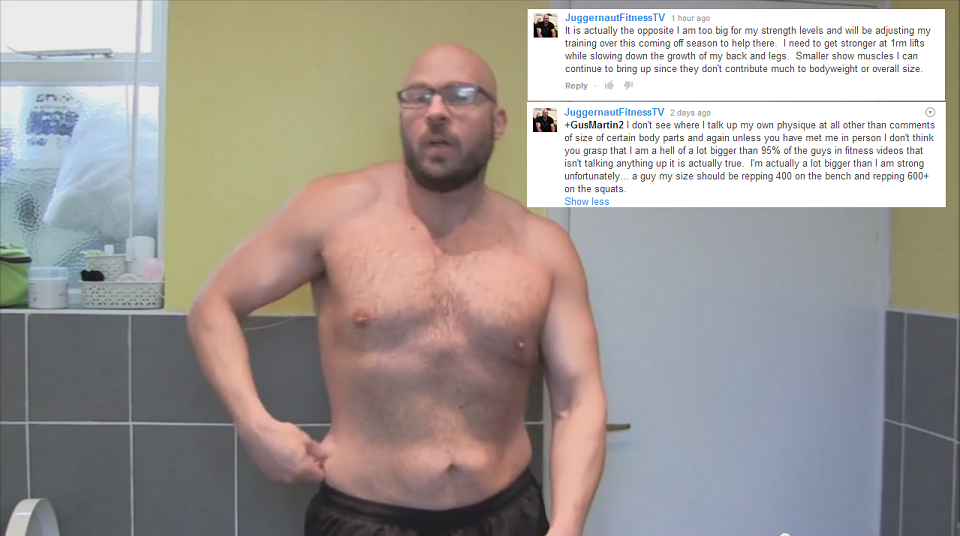 JuggernautFitnessTV 1 hour ago
It is actually the opposite I am too big for my strength levels and will be adjusting my
training over this coming off season to help there.  I need to get stronger at 1rm lifts
while slowing down the growth of my back and legs.  Smaller show muscles I can
continue to bring up since they don't contribute much to bodyweight or overall size.
Reply ·
JuggernautFitnessTV 2 days ago
+GusMartin2 I don't see where I talk up my own physique at all other than comments
of size of certain body parts and again unless you have met me in person I don't think
you grasp that I am a hell of a lot bigger than 95% of the guys in fitness videos that
isn't talking anything up it is actually true.  I'm actually a lot bigger than I am strong
unfortunately... a guy my size should be repping 400 on the bench and repping 600+
on the squats.
Show less